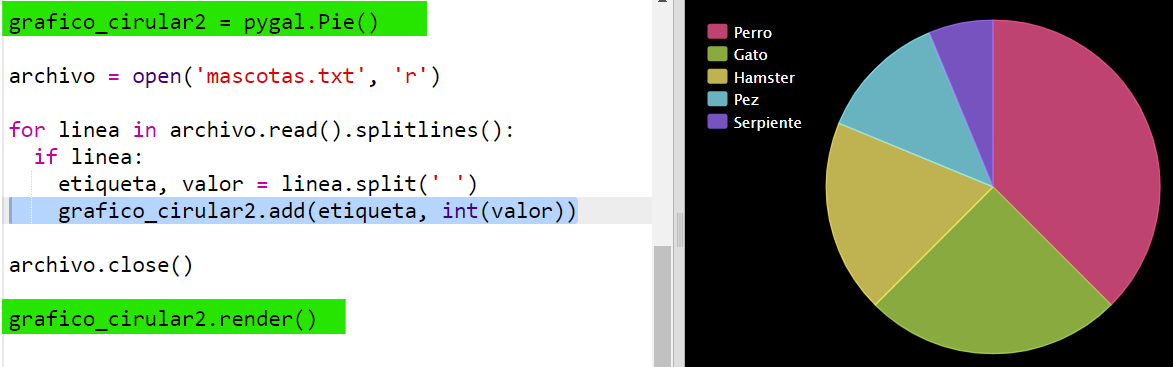 grafico_cirular2 = pygal.Pie()
archivo = open('mascotas.txt', 'r')
for linea in archivo.read().splitlines():
  if linea:
    etiqueta, valor = linea.split(' ')
    grafico_cirular2.add(etiqueta, int(valor))
archivo.close()
grafico_cirular2.render()
Perro
Gato
Hamster
Pez
Serpiente